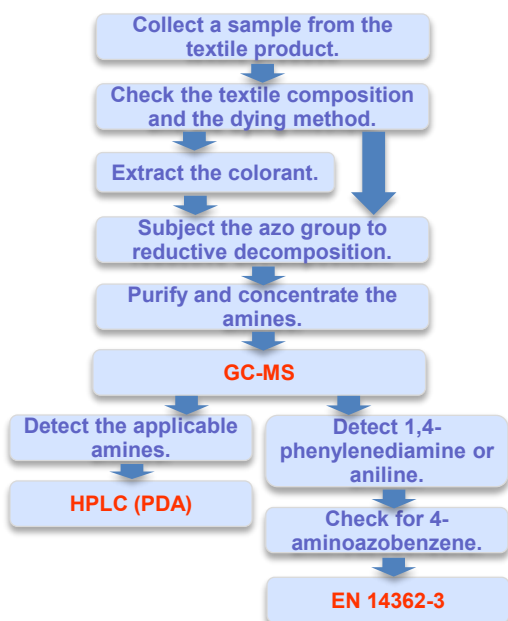 Collect a sample from the
textile product.
Check the textile composition
and the dying method.
Extract the colorant.
Subject the azo group to
reductive decomposition.
Purify and concentrate the
amines.
GC-MS
Detect the applicable
amines.
HPLC (PDA)
Detect 1,4-
phenylenediamine or
aniline.
Check for 4-
aminoazobenzene.
EN 14362-3